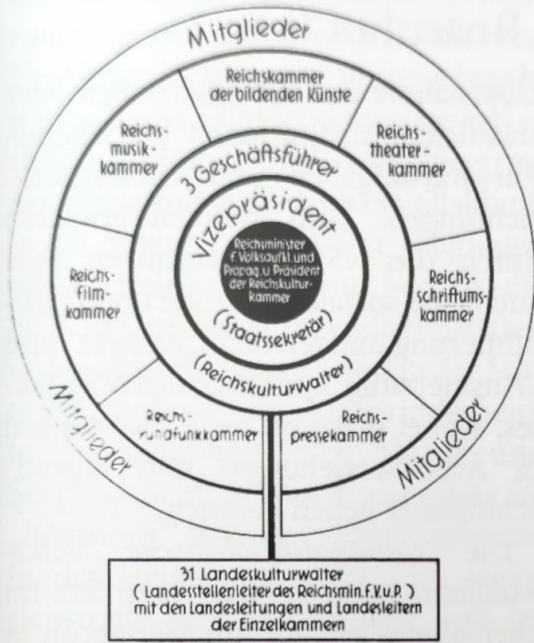 Mitglieder
Reichskammer
der bildenden Künste
Reichs-
musik-
kammer
Reichs-
theater-
kammer
3 Geschäftsführer
Vizepräsident
Reichsminister
f. Volksaufkl. und
Propag. u. Präsident
der Reichskultur-
kammer
(Staatssekretär)
(Reichskulturwalter)
Reichs-
film-
kammer
Reichs-
schriftums-
kammer
Reichs-
rundfunkkammer
Reichs-
pressekammer
Mitglieder
Mitglieder
31 Landeskulturwalter
( Landesstellenleiter des Reichsmin. f. V. u. P. )
mit den Landesleitungen und Landesleitern
der Einzelkammern